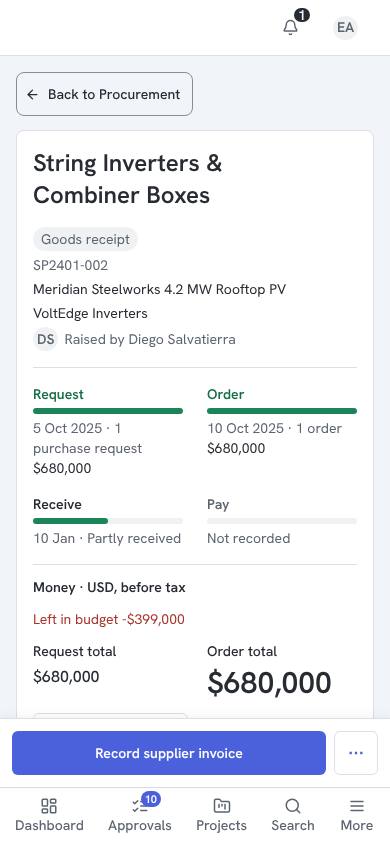 1
EA
Back to Procurement
String Inverters &
Combiner Boxes
Goods receipt
SP2401-002
Meridian Steelworks 4.2 MW Rooftop PV
VoltEdge Inverters
DS Raised by Diego Salvatierra
Request
5 Oct 2025 · 1
purchase request
$680,000
Order
10 Oct 2025 · 1 order
$680,000
Receive
10 Jan · Partly received
Pay
Not recorded
Money · USD, before tax
Left in budget -$399,000
Request total
$680,000
Order total
$680,000
Record supplier invoice
10
Dashboard
Approvals
Projects
Search
More